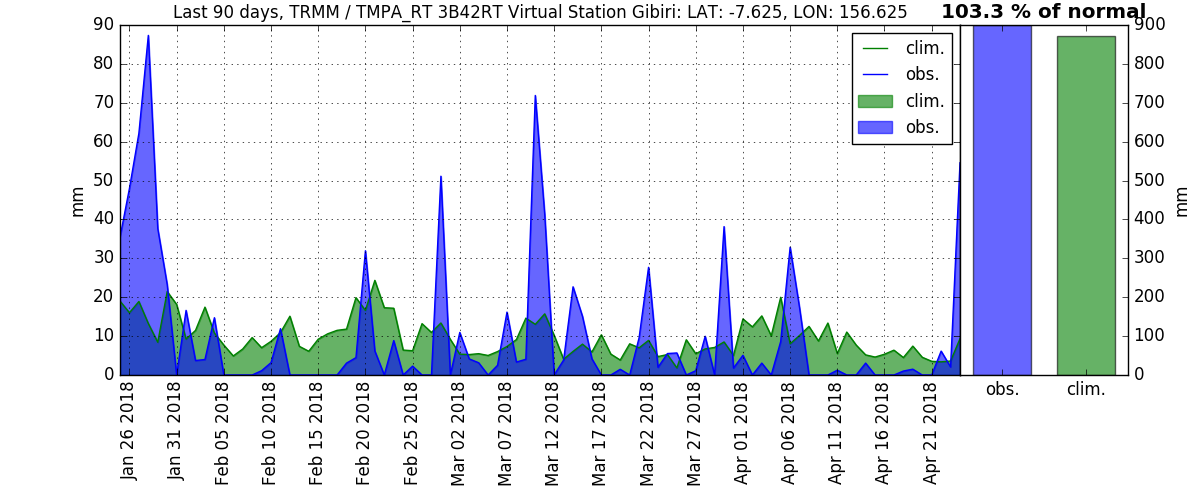 Last 90 days, TRMM / TMPA_RT 3B42RT Virtual Station Gibiri: LAT: -7.625, LON: 156.625
103.3 % of normal
90
80
70
60
50
40
30
20
10
0
mm
clim.
obs.
clim.
obs.
900
800
700
600
500
400
300
200
100
0
mm
Jan 26 2018
Jan 31 2018
Feb 05 2018
Feb 10 2018
Feb 15 2018
Feb 20 2018
Feb 25 2018
Mar 02 2018
Mar 07 2018
Mar 12 2018
Mar 17 2018
Mar 22 2018
Mar 27 2018
Apr 01 2018
Apr 06 2018
Apr 11 2018
Apr 16 2018
Apr 21 2018
obs.
clim.